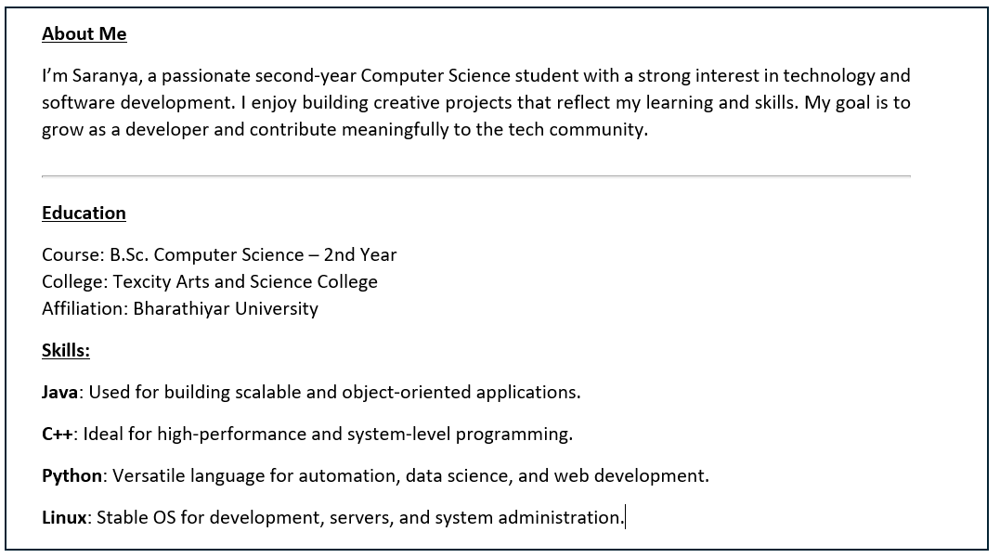 About Me
I’m Saranya, a passionate second-year Computer Science student with a strong interest in technology and
software development. I enjoy building creative projects that reflect my learning and skills. My goal is to
grow as a developer and contribute meaningfully to the tech community.
Education
Course: B.Sc. Computer Science – 2nd Year
College: Texcity Arts and Science College
Affiliation: Bharathiyar University
Skills:
Java: Used for building scalable and object-oriented applications.
C++: Ideal for high-performance and system-level programming.
Python: Versatile language for automation, data science, and web development.
Linux: Stable OS for development, servers, and system administration.